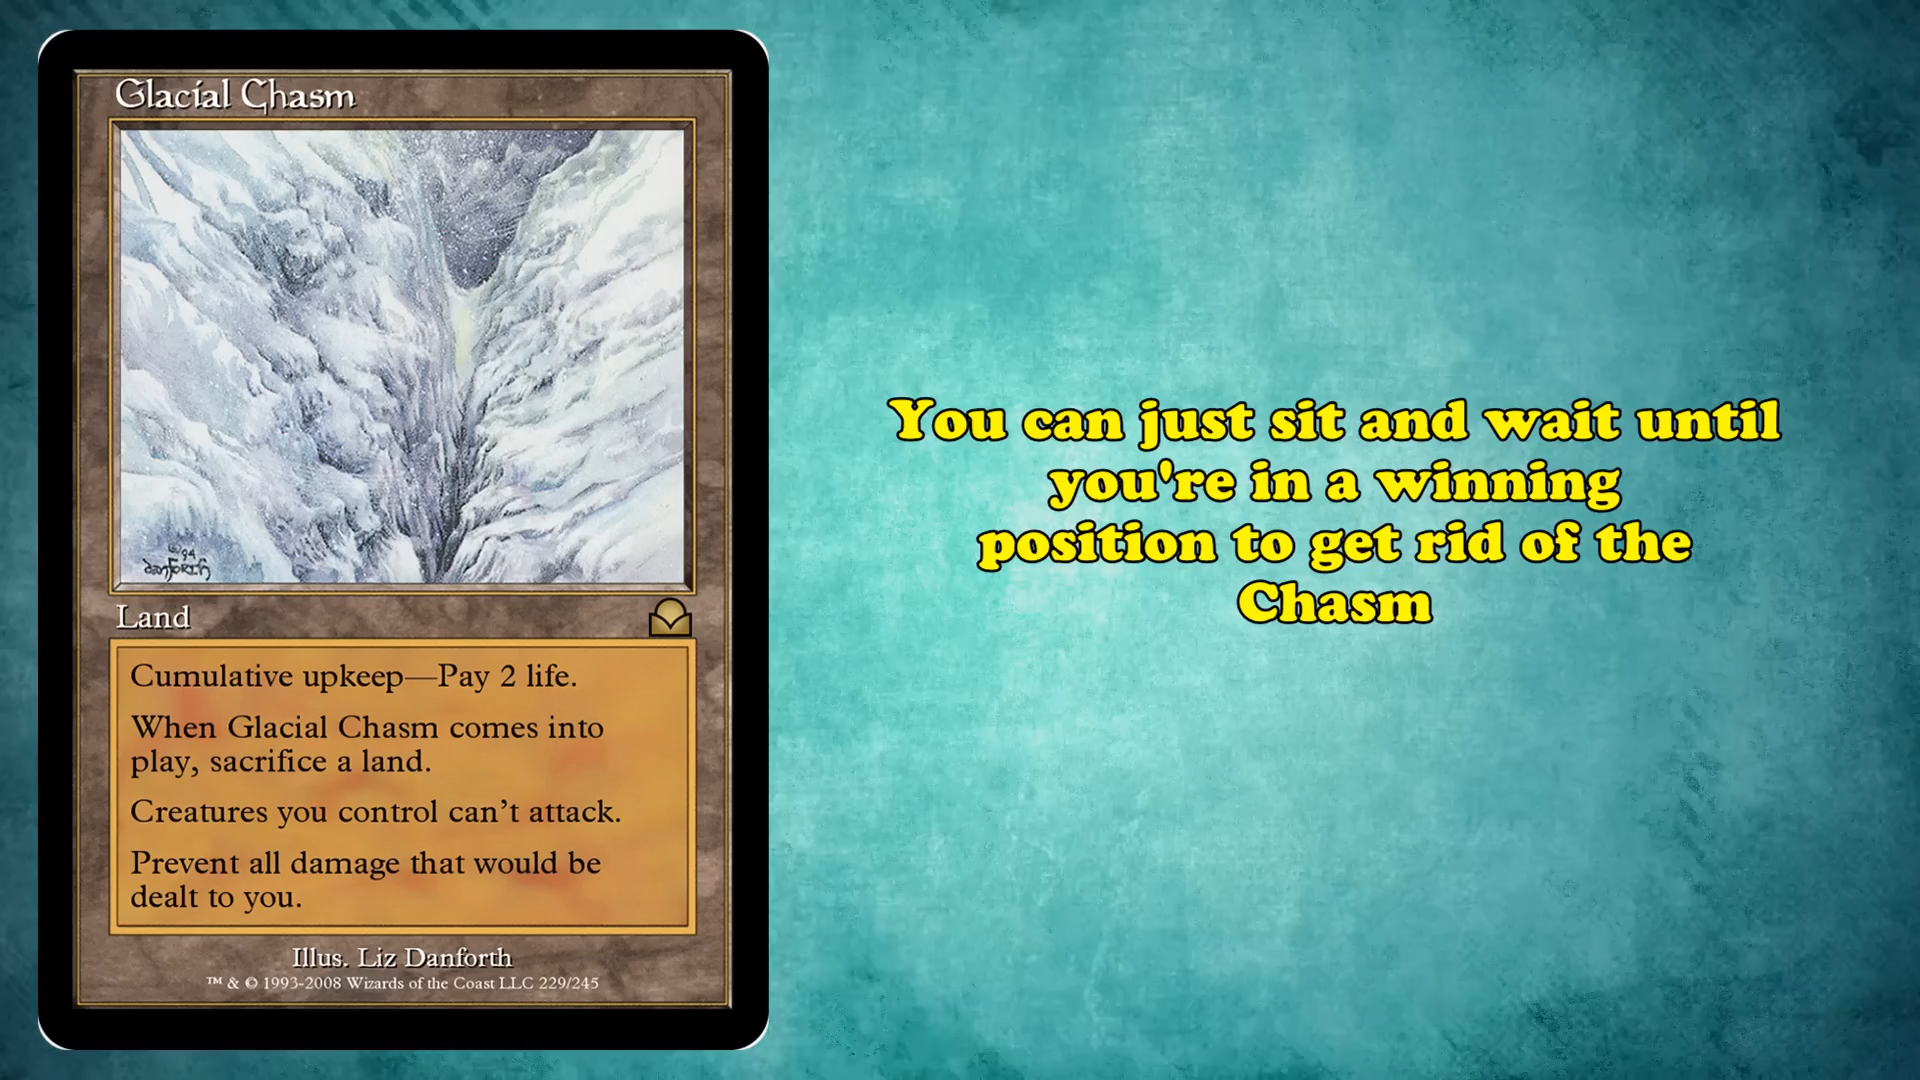 Glacial Chasm
©94
Danforth
Land
Cumulative upkeep—Pay 2 life.
When Glacial Chasm comes into
play, sacrifice a land.
Creatures you control can't attack.
Prevent all damage that would be
dealt to you.
Illus. Liz Danforth
™ & © 1993-2008 Wizards of the Coast LLC 229/245
You can just sit and wait until
you're in a winning
position to get rid of the
Chasm